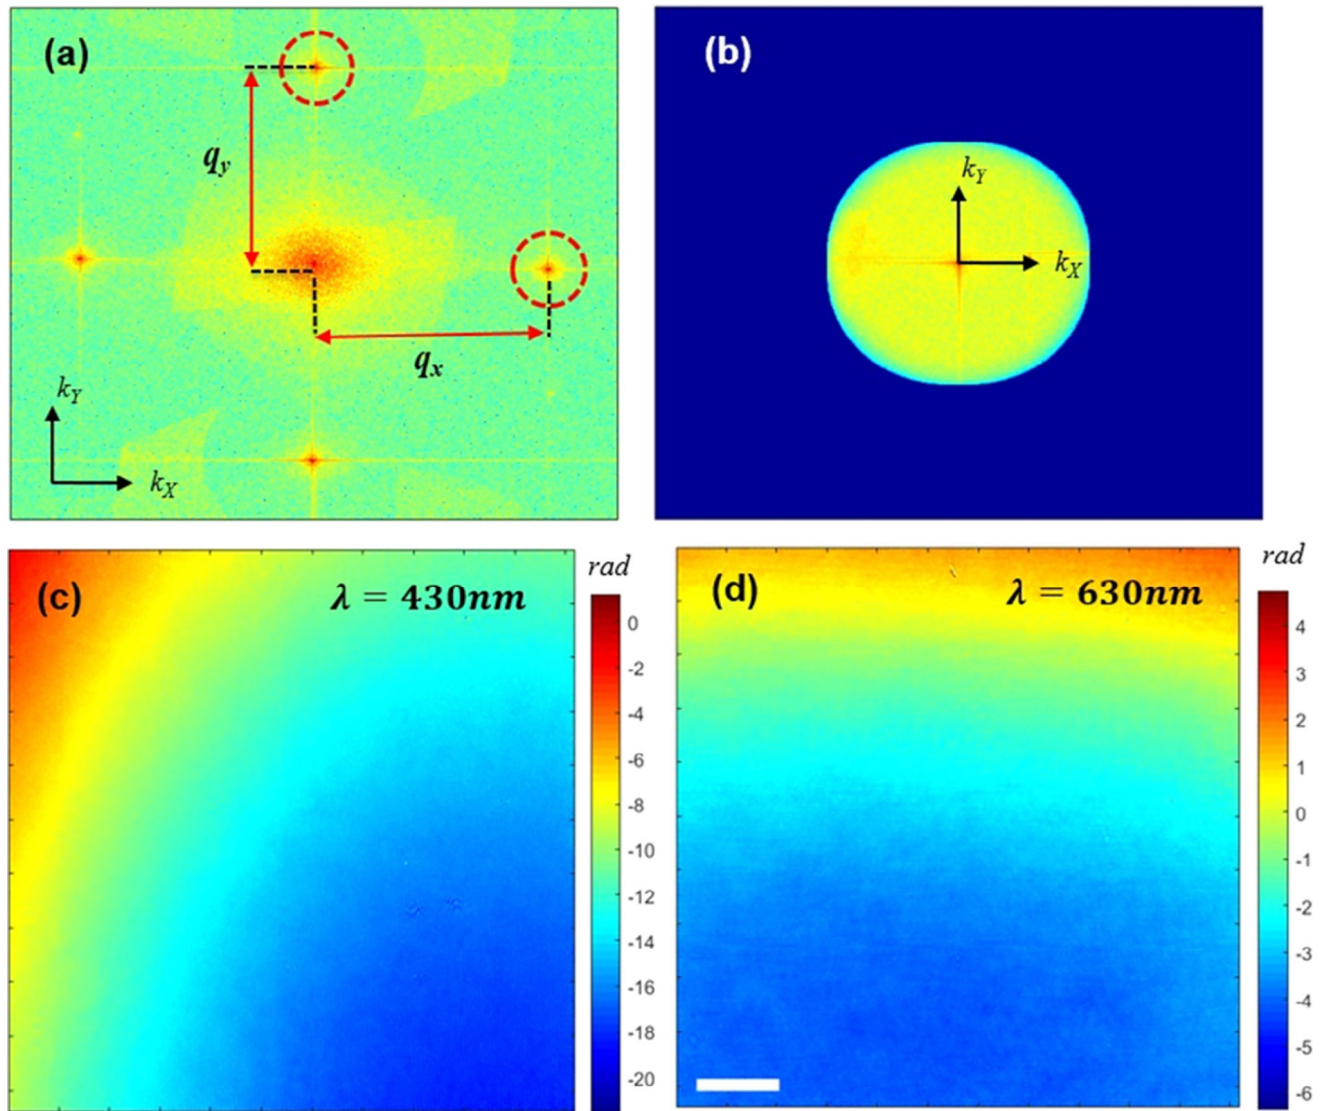 (a)
q_y
q_x
k_Y
k_X
(b)
k_Y
k_X
(c)
λ = 430nm
rad
0
-2
-4
-6
-8
-10
-12
-14
-16
-18
-20
(d)
λ = 630nm
rad
4
3
2
1
0
-1
-2
-3
-4
-5
-6